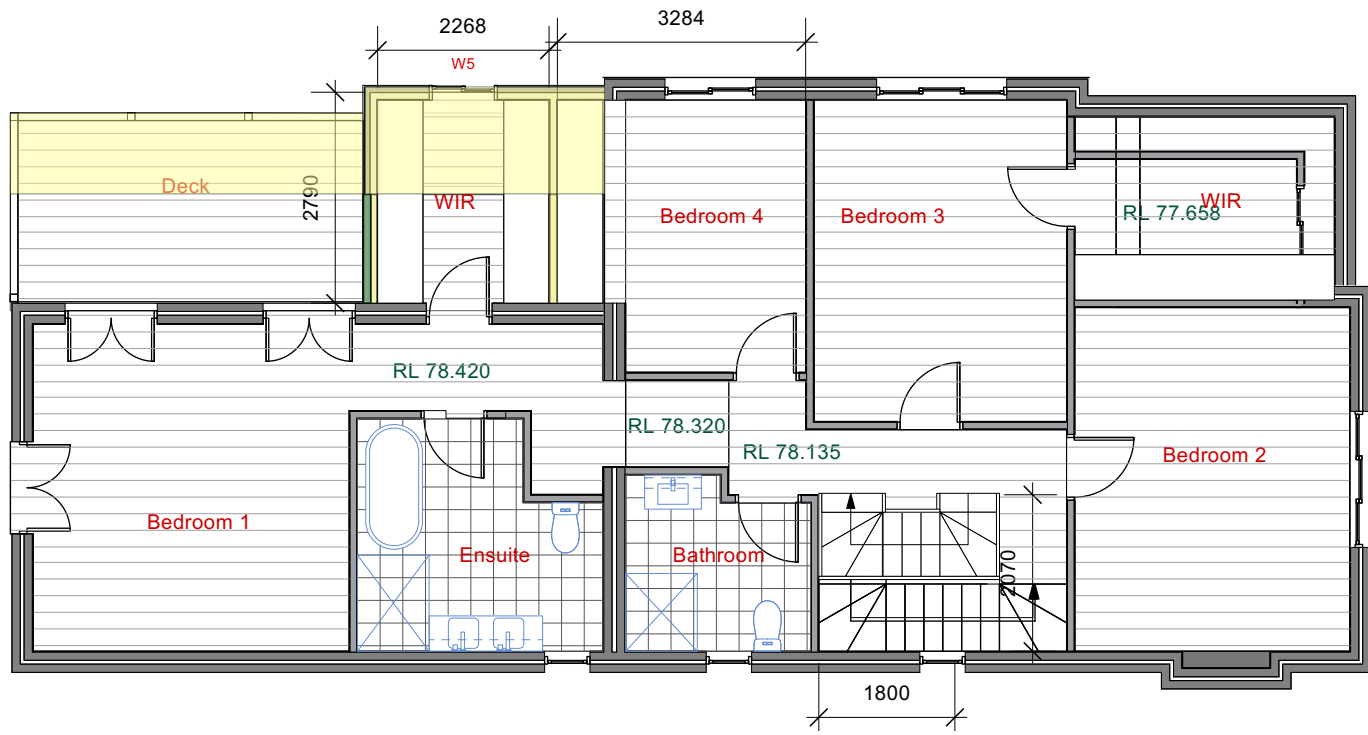 2268
3284
W5
2790
Deck
WIR
Bedroom 4
Bedroom 3
WIR
RL 77.658
RL 78.420
RL 78.320
RL 78.135
Bedroom 2
Bedroom 1
Ensuite
Bathroom
2070
1800